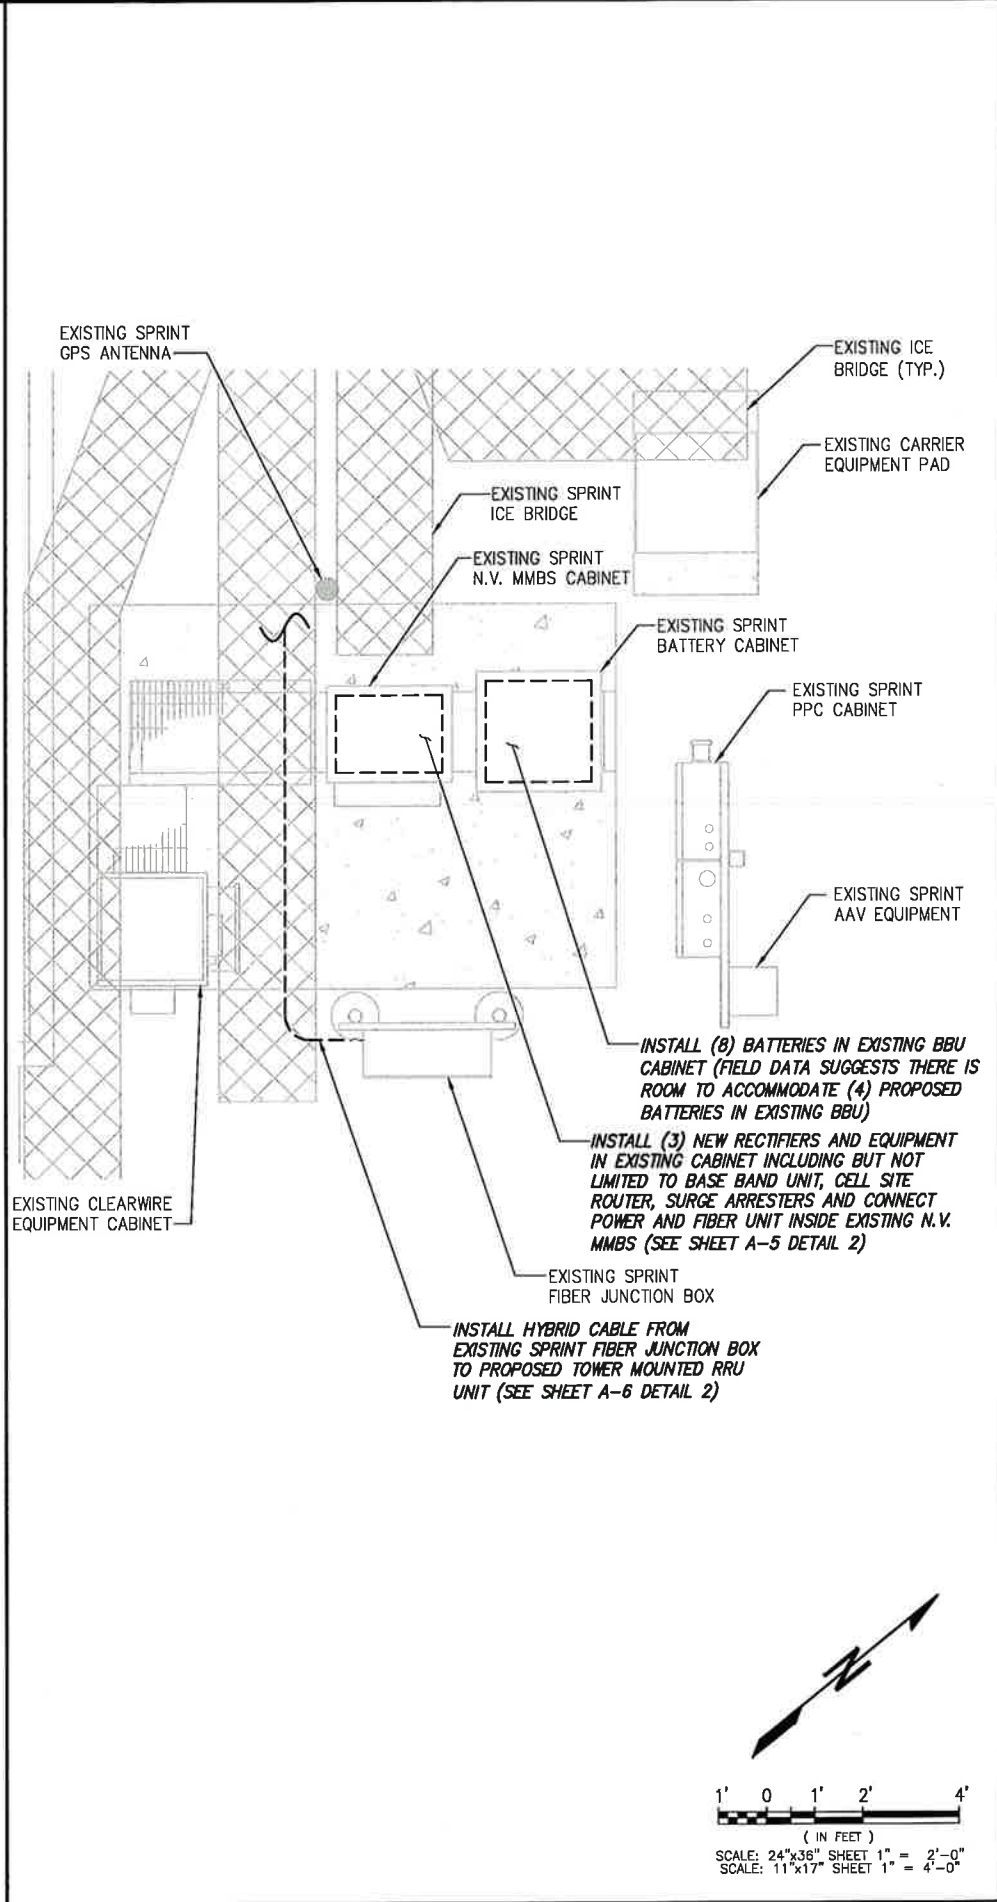 EXISTING SPRINT
GPS ANTENNA
EXISTING ICE
BRIDGE (TYP.)
EXISTING CARRIER
EQUIPMENT PAD
EXISTING SPRINT
ICE BRIDGE
EXISTING SPRINT
N.V. MMBS CABINET
EXISTING SPRINT
BATTERY CABINET
EXISTING SPRINT
PPC CABINET
EXISTING SPRINT
AAV EQUIPMENT
INSTALL (8) BATTERIES IN EXISTING BBU
CABINET (FIELD DATA SUGGESTS THERE IS
ROOM TO ACCOMMODATE (4) PROPOSED
BATTERIES IN EXISTING BBU)
INSTALL (3) NEW RECTIFIERS AND EQUIPMENT
IN EXISTING CABINET INCLUDING BUT NOT
LIMITED TO BASE BAND UNIT, CELL SITE
ROUTER, SURGE ARRESTERS AND CONNECT
POWER AND FIBER UNIT INSIDE EXISTING N.V.
MMBS (SEE SHEET A-5 DETAIL 2)
EXISTING CLEARWIRE
EQUIPMENT CABINET
EXISTING SPRINT
FIBER JUNCTION BOX
INSTALL HYBRID CABLE FROM
EXISTING SPRINT FIBER JUNCTION BOX
TO PROPOSED TOWER MOUNTED RRU
UNIT (SEE SHEET A-6 DETAIL 2)
N
1' 0 1' 2' 4'
( IN FEET )
SCALE: 24"x36" SHEET 1" = 2'-0"
SCALE: 11"x17" SHEET 1" = 4'-0"